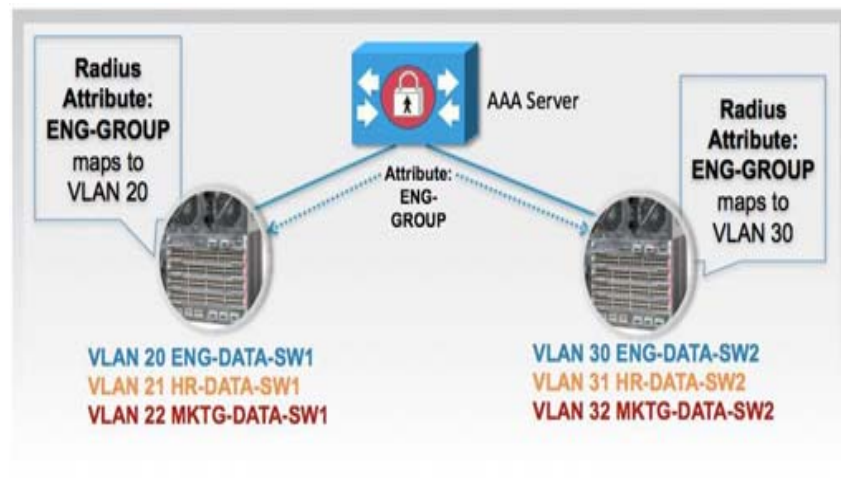 Radius
Attribute:
ENG-GROUP
maps to
VLAN 20
AAA Server
Radius
Attribute:
ENG-GROUP
maps to
VLAN 30
Attribute:
ENG-
GROUP
VLAN 20 ENG-DATA-SW1
VLAN 21 HR-DATA-SW1
VLAN 22 MKTG-DATA-SW1
VLAN 30 ENG-DATA-SW2
VLAN 31 HR-DATA-SW2
VLAN 32 MKTG-DATA-SW2